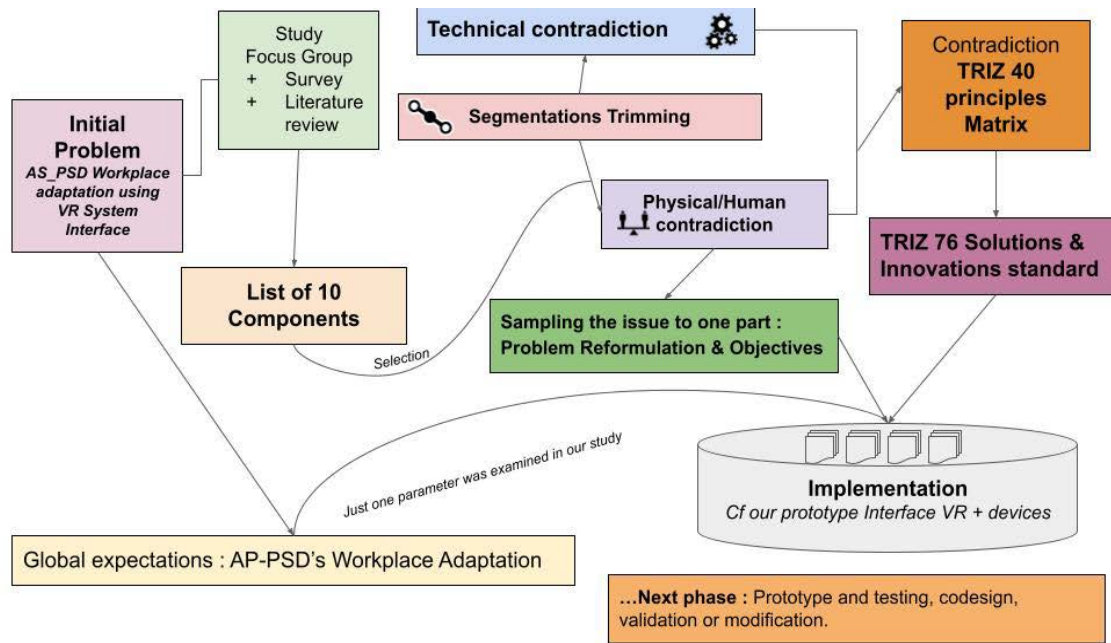 Study
Focus Group
+ Survey
+ Literature
review
Technical contradiction
Contradiction
TRIZ 40
principles
Matrix
Initial
Problem
AS_PSD Workplace
adaptation using
VR System
Interface
Segmentations Trimming
Physical/Human
contradiction
TRIZ 76 Solutions &
Innovations standard
List of 10
Components
Selection
Sampling the issue to one part :
Problem Reformulation & Objectives
Just one parameter was examined in our study
Implementation
Cf our prototype Interface VR + devices
Global expectations : AP-PSD's Workplace Adaptation
...Next phase : Prototype and testing, codesign,
validation or modification.